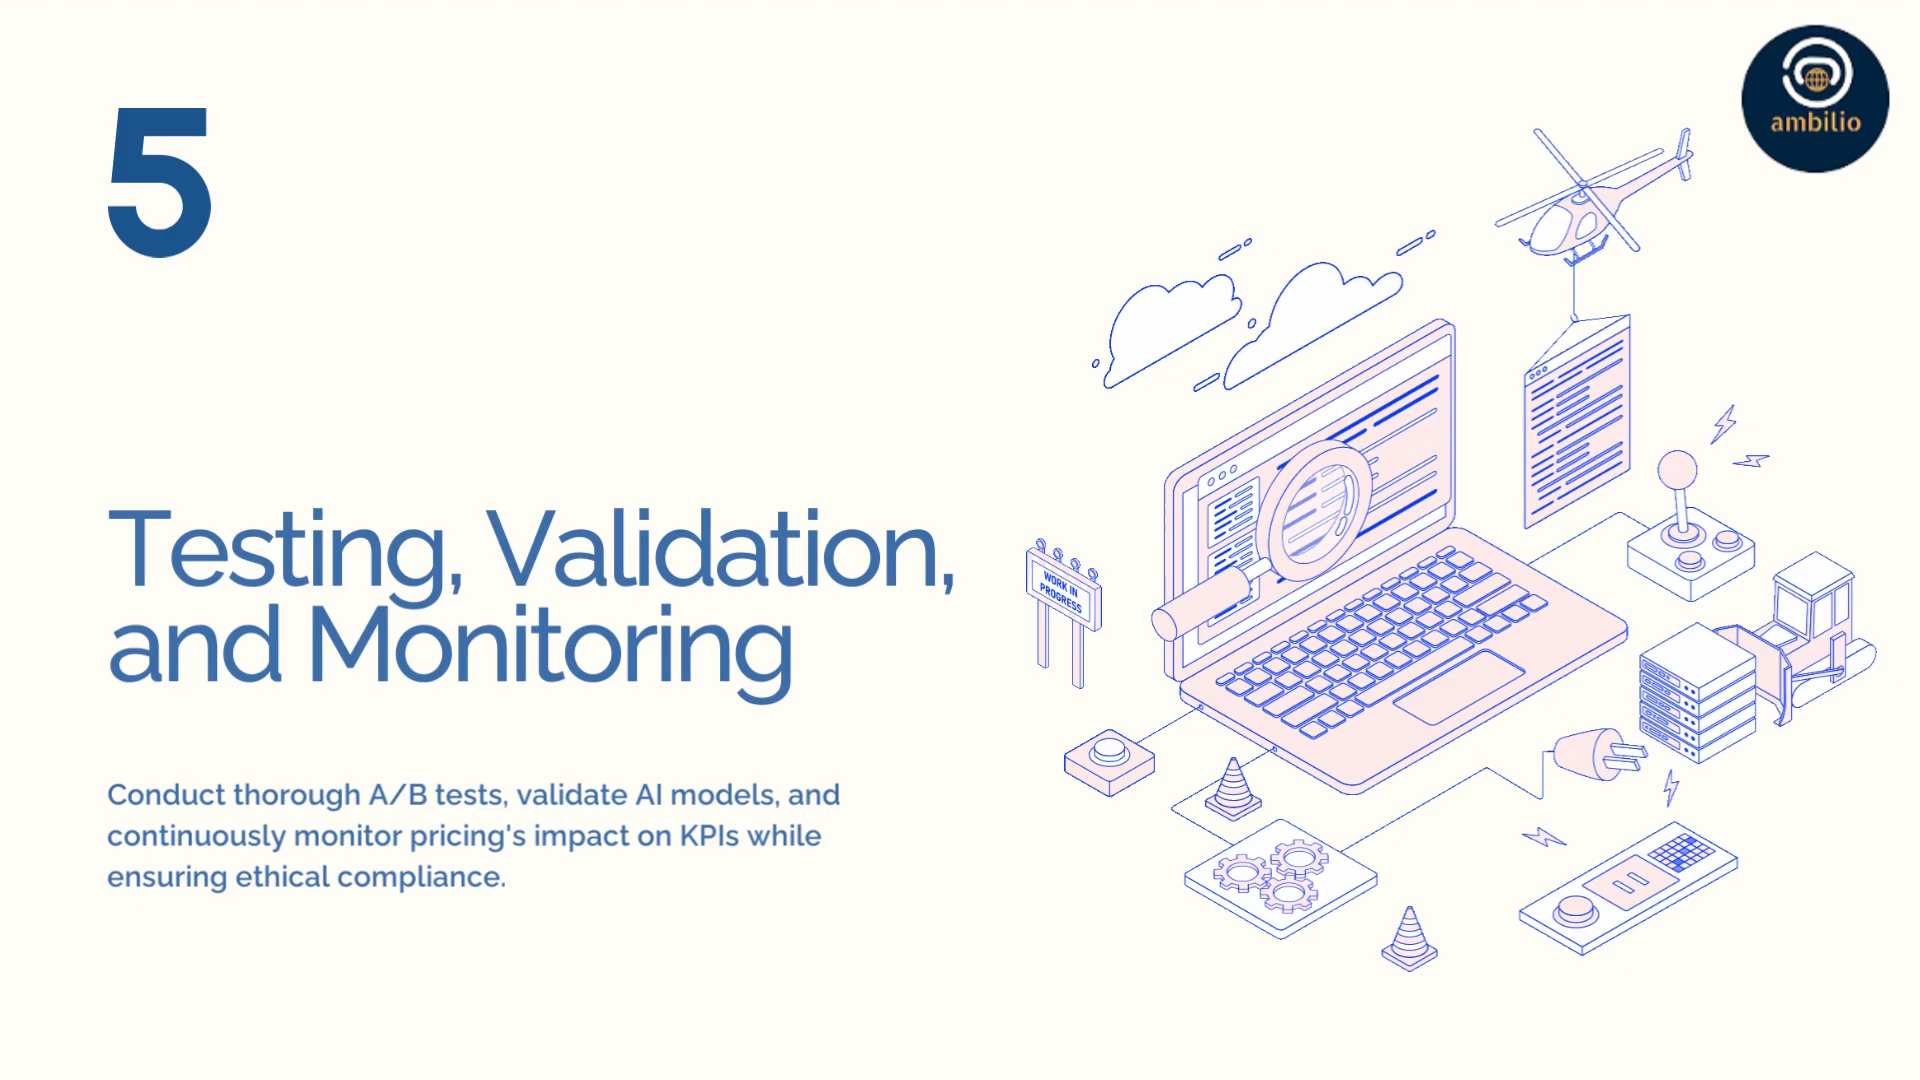 5
ambilio
Testing, Validation,
and Monitoring
WORK IN
PROGRESS
Conduct thorough A/B tests, validate AI models, and
continuously monitor pricing's impact on KPIs while
ensuring ethical compliance.